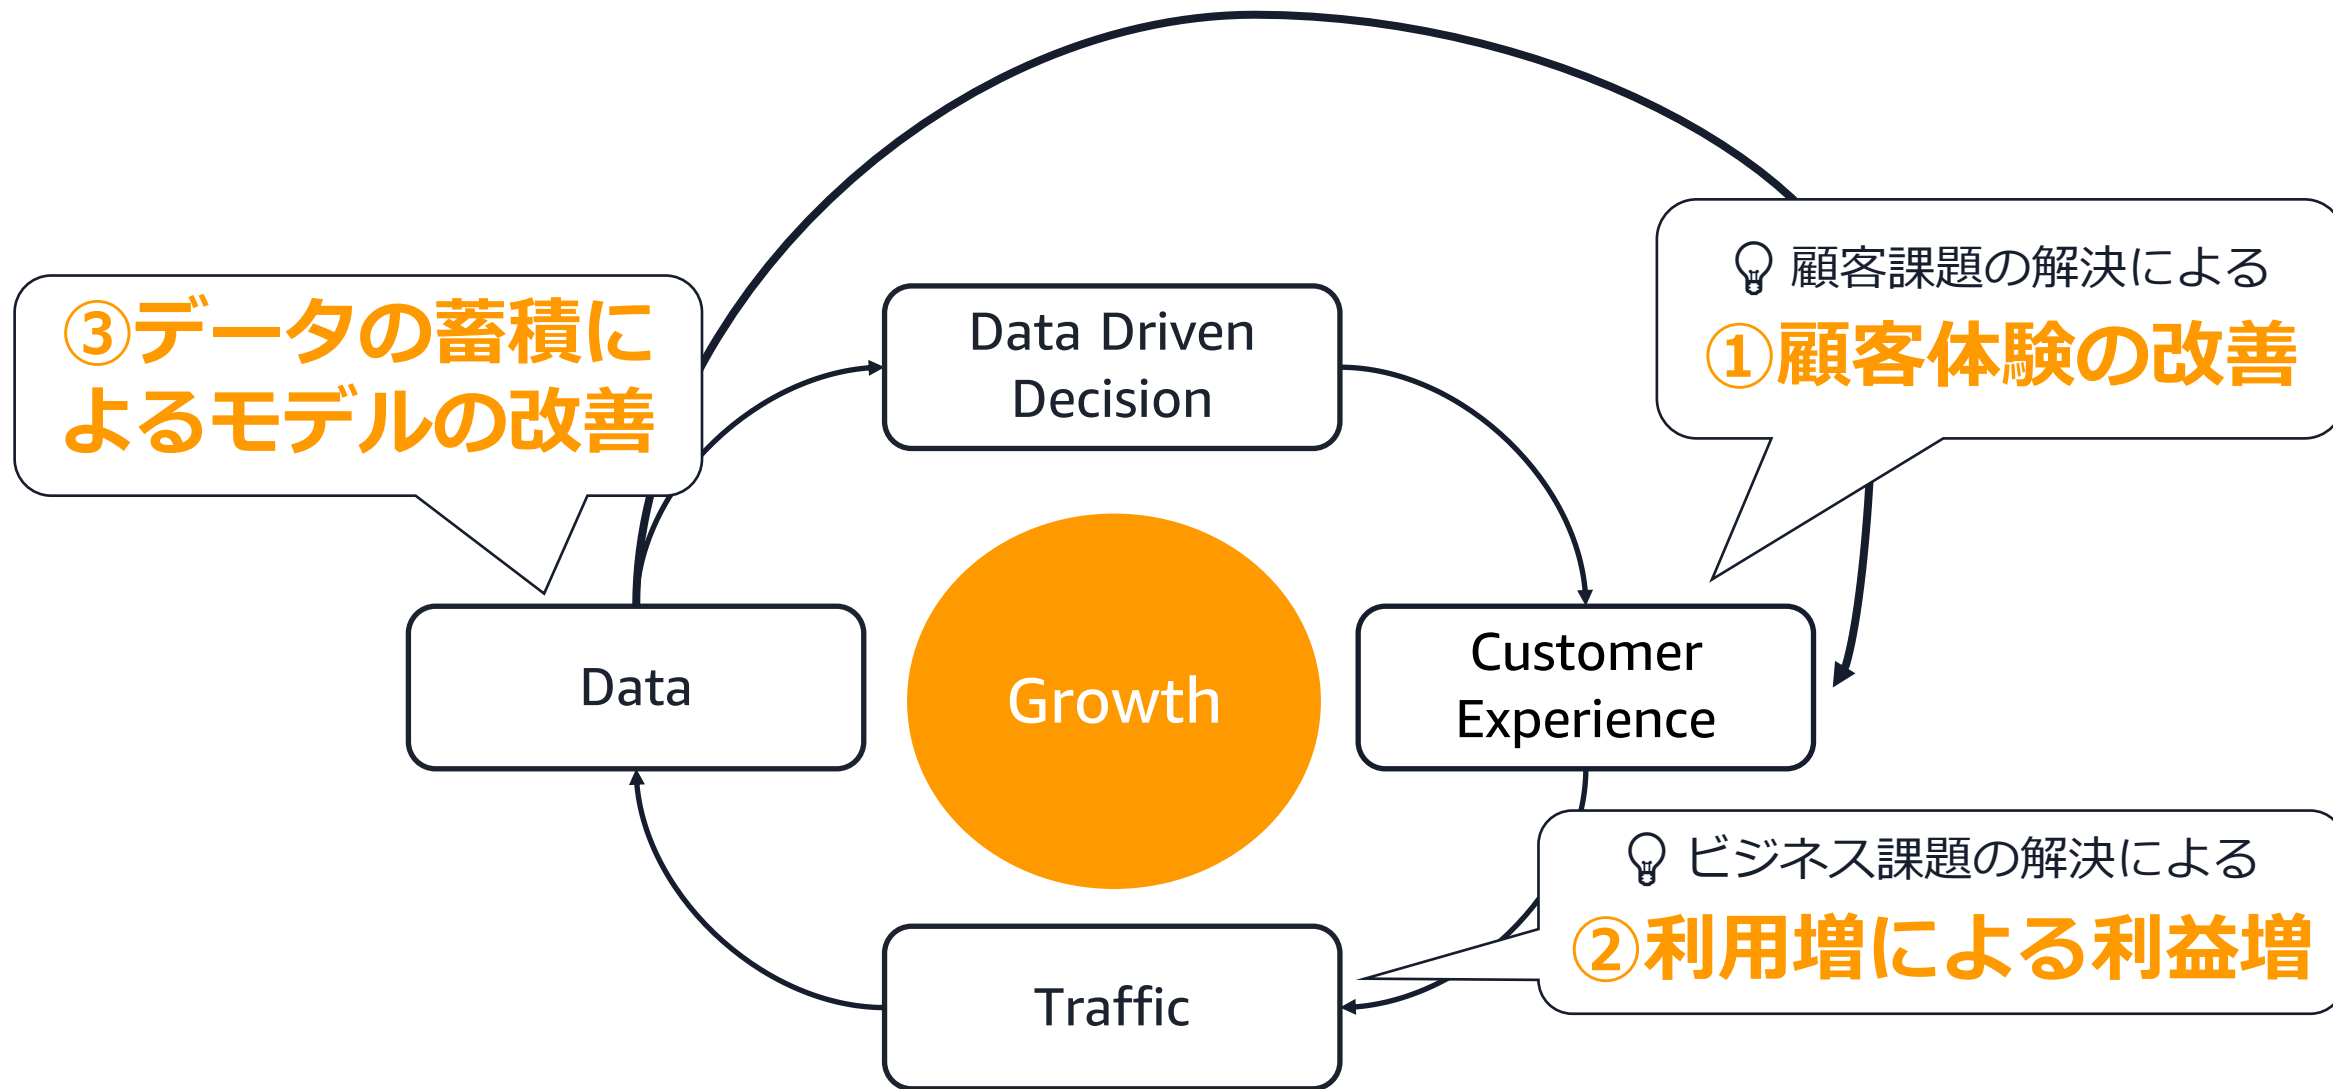 💡 顧客課題の解決による
①顧客体験の改善
③データの蓄積に
よるモデルの改善
Data Driven
Decision
Customer
Experience
Data
Growth
ビジネス課題の解決による
②利用増による利益増
Traffic